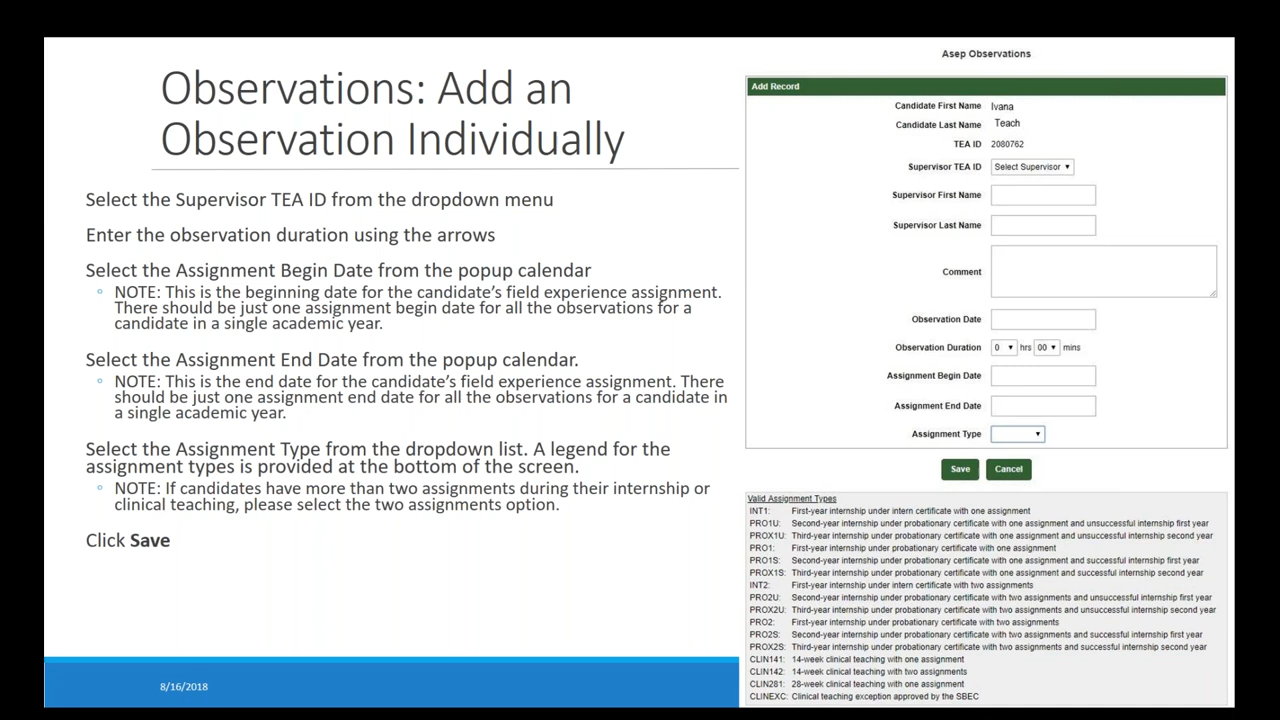 Observations: Add an
Observation Individually
Select the Supervisor TEA ID from the dropdown menu
Enter the observation duration using the arrows
Select the Assignment Begin Date from the popup calendar
NOTE: This is the beginning date for the candidate's field experience assignment.
There should be just one assignment begin date for all the observations for a
candidate in a single academic year.
Select the Assignment End Date from the popup calendar.
NOTE: This is the end date for the candidate's field experience assignment. There
should be just one assignment end date for all the observations for a candidate in
a single academic year.
Select the Assignment Type from the dropdown list. A legend for the
assignment types is provided at the bottom of the screen.
NOTE: If candidates have more than two assignments during their internship or
clinical teaching, please select the two assignments option.
Click Save
8/16/2018
Asep Observations
Add Record
Candidate First Name Ivana
Candidate Last Name Teach
TEA ID 2080762
Supervisor TEA ID Select Supervisor
Supervisor First Name
Supervisor Last Name
Comment
Observation Date
Observation Duration 0 hrs 00 mins
Assignment Begin Date
Assignment End Date
Assignment Type
Save Cancel
Valid Assignment Types
INT1: First-year internship under intern certificate with one assignment
PRO1U: Second-year internship under probationary certificate with one assignment and unsuccessful internship first year
PROX1U: Third-year internship under probationary certificate with one assignment and unsuccessful internship second year
PRO1: First-year internship under probationary certificate with one assignment
PRO1S: Second-year internship under probationary certificate with one assignment and successful internship first year
PROX1S: Third-year internship under probationary certificate with one assignment and successful internship second year
INT2: First-year internship under intern certificate with two assignments
PRO2U: Second-year internship under probationary certificate with two assignments and unsuccessful internship first year
PROX2U: Third-year internship under probationary certificate with two assignments and unsuccessful internship second year
PRO2: First-year internship under probationary certificate with two assignments
PRO2S: Second-year internship under probationary certificate with two assignments and successful internship first year
PROX2S: Third-year internship under probationary certificate with two assignments and successful internship second year
CLIN141: 14-week clinical teaching with one assignment
CLIN142: 14-week clinical teaching with two assignments
CLIN281: 28-week clinical teaching with one assignment
CLINEXC: Clinical teaching exception approved by the SBEC